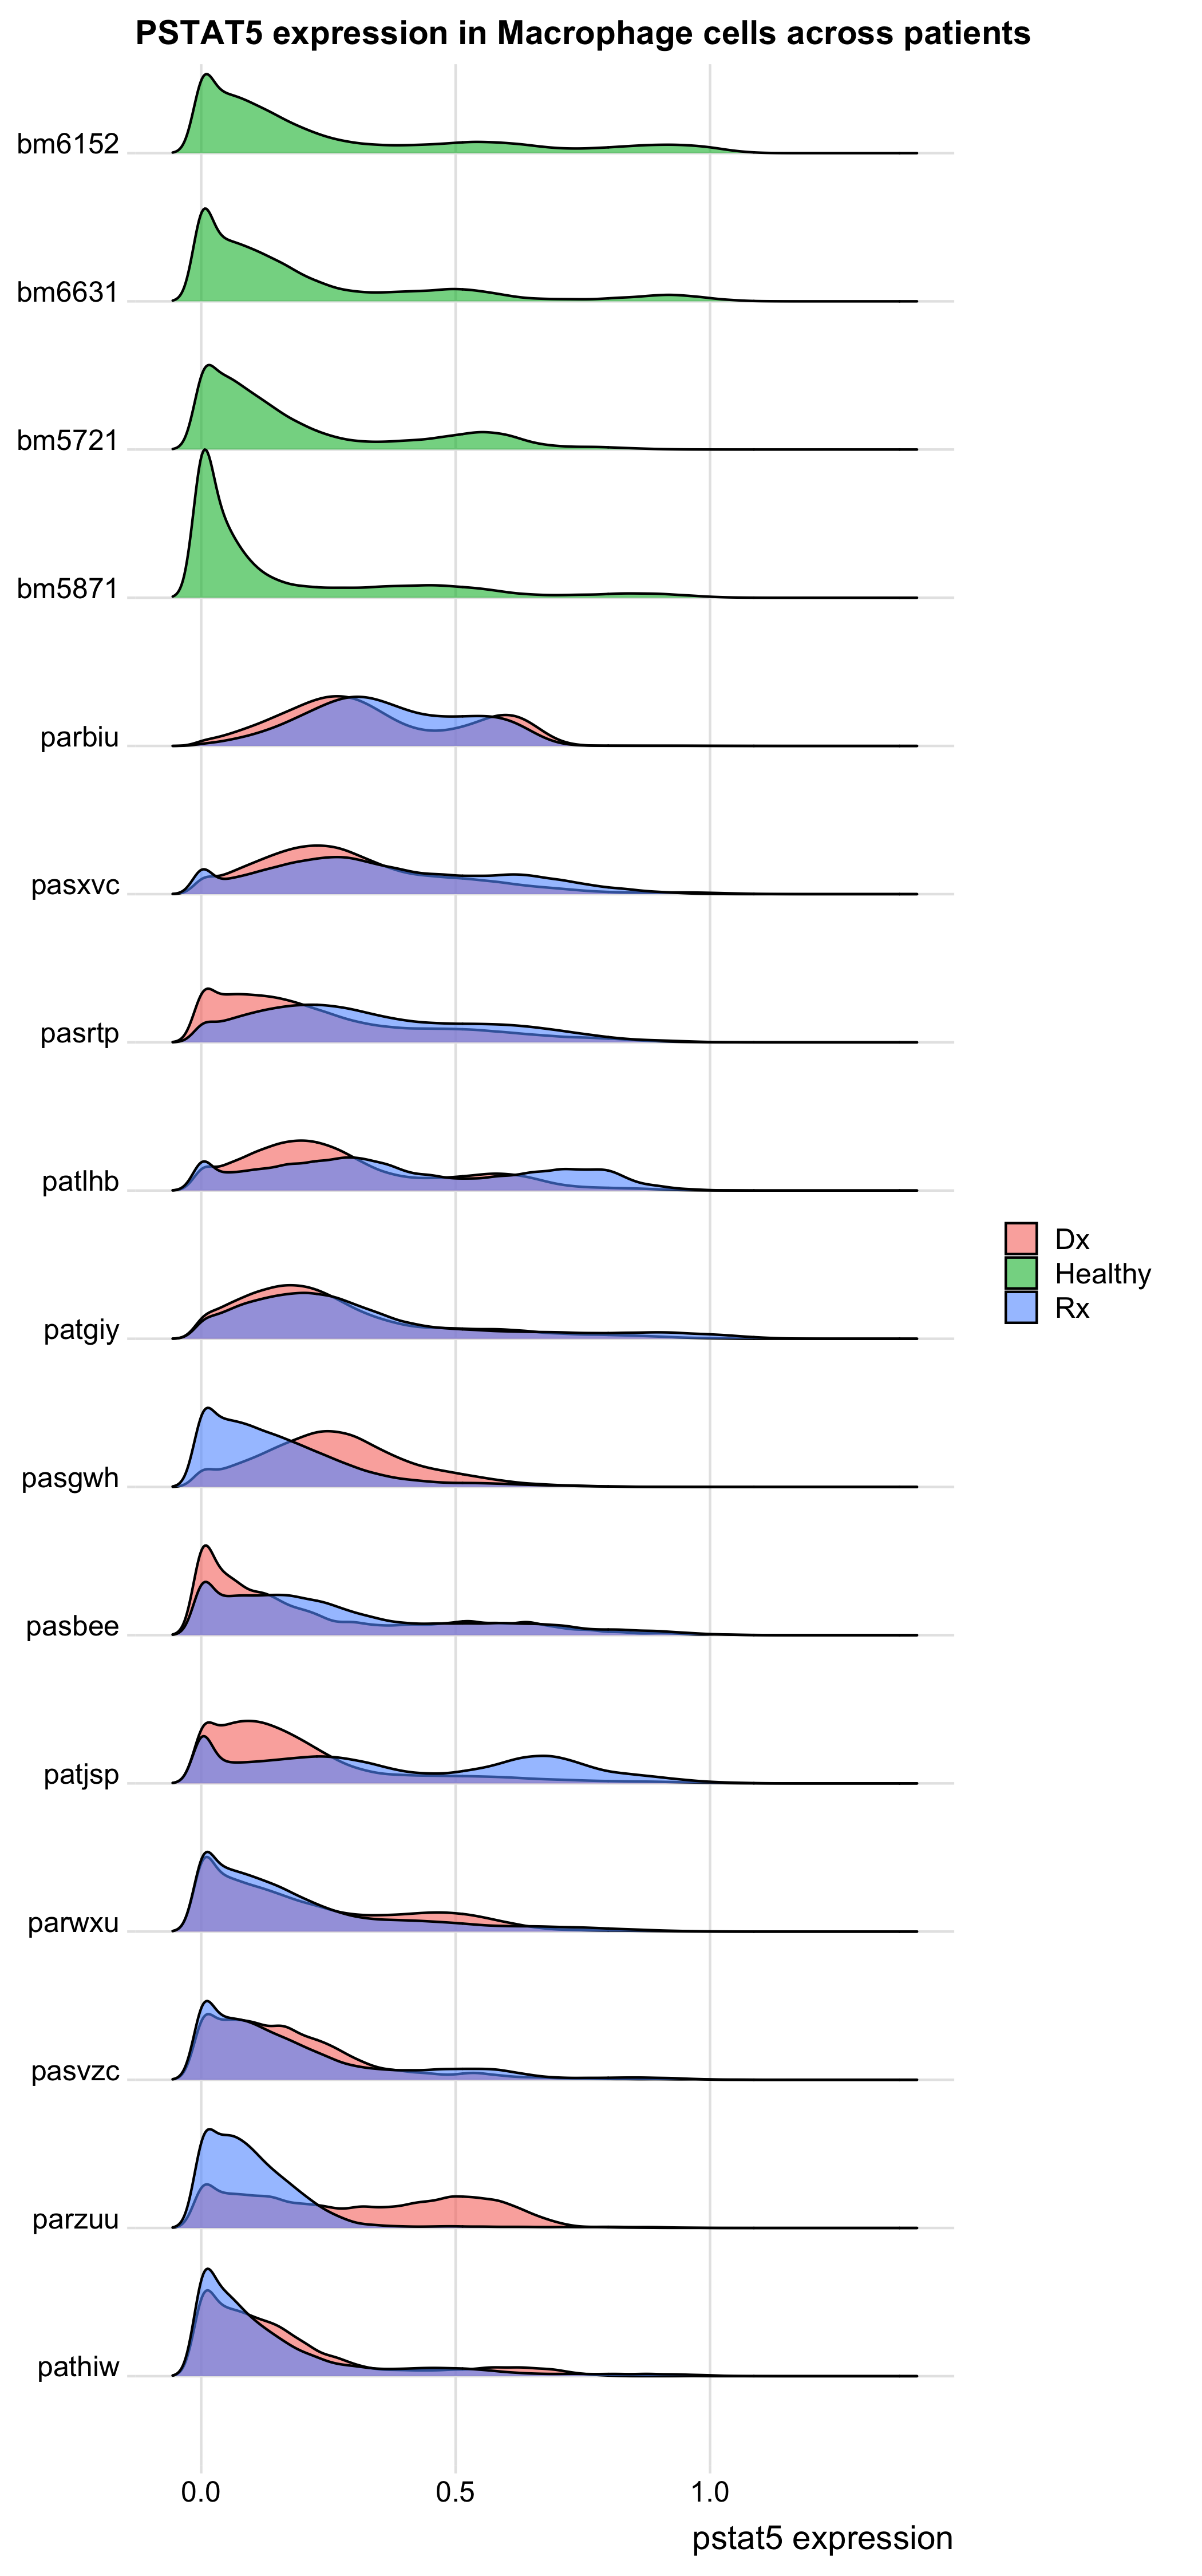 PSTAT5 expression in Macrophage cells across patients
bm6152
bm6631
bm5721
bm5871
parbiu
pasxvc
pasrtp
patlhb
patgiy
pasgwh
pasbee
patjsp
parwxu
pasvzc
parzuu
pathiw
Dx
Healthy
Rx
0.0 0.5 1.0
pstat5 expression